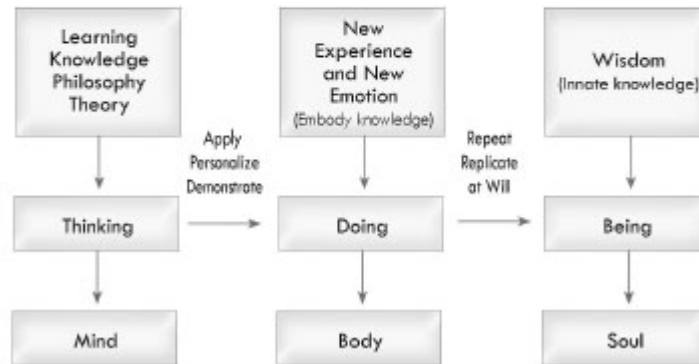 Learning
Knowledge
Philosophy
Theory
New
Experience
and New
Emotion
(Embody knowledge)
Wisdom
(Innate knowledge)
Apply
Personalize
Demonstrate
Repeat
Replicate
at Will
Thinking
Doing
Being
Mind
Body
Soul